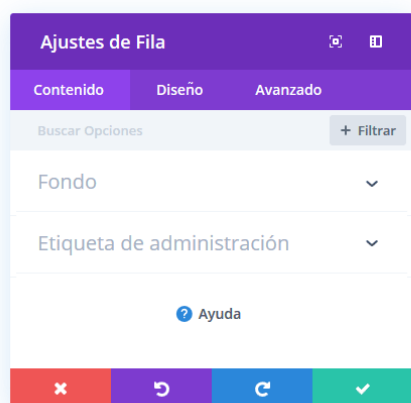 Ajustes de Fila
Contenido Diseño Avanzado
Buscar Opciones + Filtrar
Fondo
Etiqueta de administración
? Ayuda